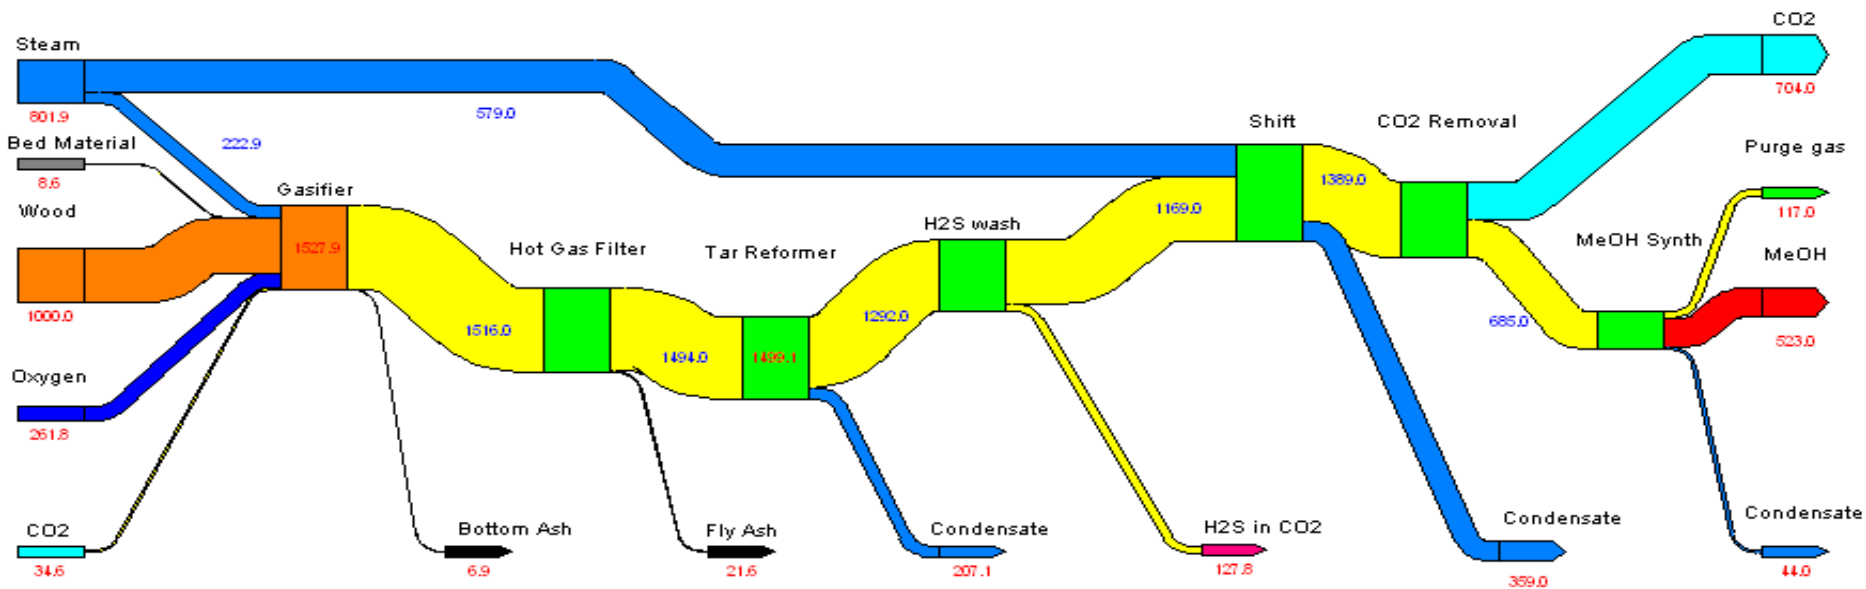 CO2
Steam
704.0
801.9
579.0
Shift
CO2 Removal
Bed Material
222.9
Purge gas
8.6
Gasifier
1389.0
Wood
1169.0
117.0
H2S wash
1527.9
Hot Gas Filter
Tar Reformer
MeOH Synth
MeOH
1000.0
1516.0
1292.0
685.0
1494.0
1499.1
523.0
Oxygen
261.8
CO2
Bottom Ash
Fly Ash
Condensate
H2S in CO2
Condensate
Condensate
34.6
6.9
21.6
207.1
127.8
359.0
44.0